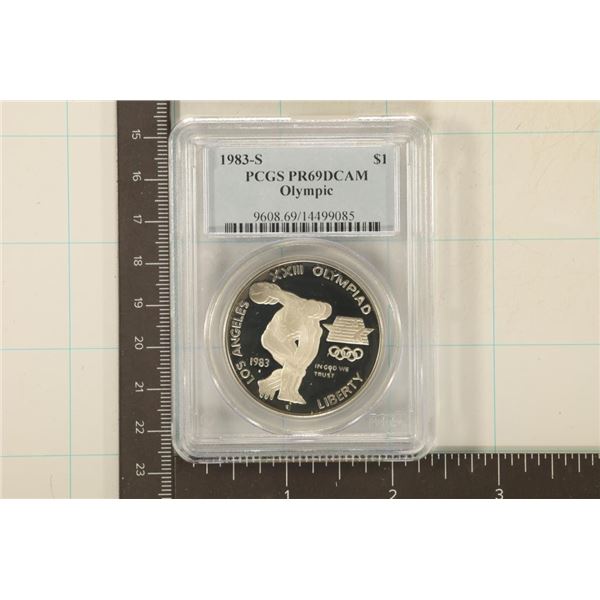 1983-S $1
PCGS PR69DCAM
Olympic
9608.69/14499085
LOS ANGELES XXIII OLYMPIAD
1983
IN GOD WE
TRUST
LIBERTY
15
16
17
18
19
20
21
22
23
1 2 3